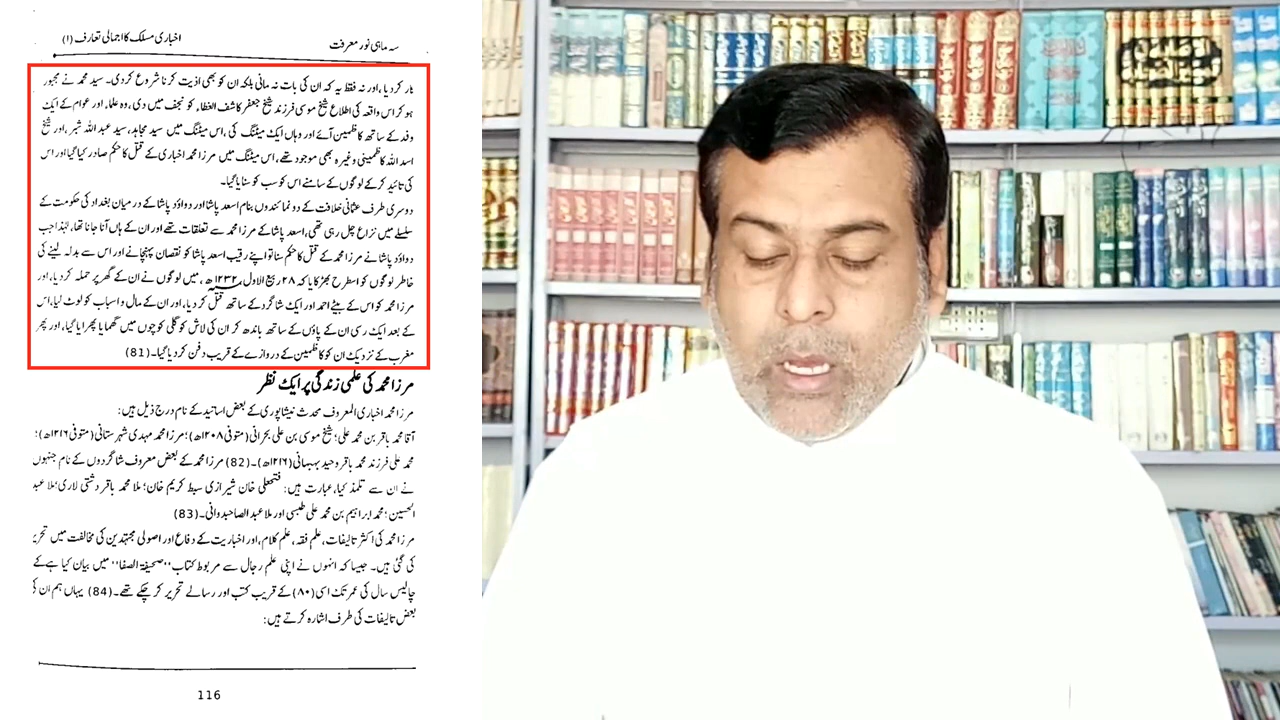 سہ ماہی نور معرفت
اخباری مسلک کا اجمالی تعارف (۱)
بار کر دیا، اور نہ فقط یہ کہ ان کی بات نہ مانی بلکہ ان کو بھی اذیت کرنا شروع کردی۔ سید محمد نے مجبور
ہو کر اس واقعہ کی اطلاع شیخ موسی فرزند شیخ جعفر کاشف الغطاء کو نجف میں دی، وہ علماء اور عوام کے ایک
وفد کے ساتھ کاظمین آئے اور وہاں ایک میٹنگ کی، اس میٹنگ میں سید مجاہد، سید عبد اللہ شبر، اور شیخ
اسد اللہ کاظمینی وغیرہ بھی موجود تھے، اس میٹنگ میں مرزا محمد اخباری کے قتل کا حکم صادر کیا گیا اور اس
کی تائید کر کے لوگوں کے سامنے اس کو سب کو سنایا گیا۔
دوسری طرف عثمانی خلافت کے دو نمائندوں بنام اسعد پاشا اور دواؤد پاشا کے درمیان بغداد کی حکومت کے
سلسلے میں نزاع چل رہی تھی، اسعد پاشا کے مرزا محمد سے تعلقات تھے اور ان کے ہاں آنا جانا تھا، لہٰذا جب
دواؤد پاشا نے مرزا محمد کے قتل کا حکم سنا تو اپنے رقیب اسعد پاشا کو نقصان پہنچانے اور اس سے بدلہ لینے کی
خاطر لوگوں کو اسطرح بھڑکایا کہ ۲۸ ربیع الاول ۱۲۳۲ھ، میں لوگوں نے ان کے گھر پر حملہ کر دیا، اور
مرزا محمد کو اس کے بیٹے احمد اور ایک شاگرد کے ساتھ قتل کر دیا، اور ان کے مال و اسباب کو لوٹ لیا، اس
کے بعد ایک رسی ان کے پاؤں کے ساتھ باندھ کر ان کی لاش کو گلی کوچوں میں گھمایا پھرایا گیا، اور پھر
مغرب کے نزدیک ان کو کاظمین کے دروازے کے قریب دفن کر دیا گیا۔ (81)
مرزا محمد کی علمی زندگی پر ایک نظر
مرزا محمد اخباری المعروف محدث نیشاپوری کے بعض اساتید کے نام درج ذیل ہیں:
آقا محمد باقر بن محمد علی؛ شیخ موسی بن علی بحرانی (متوفی ۱۲۰۸ھ)؛ مرزا محمد مہدی شہرستانی (متوفی ۱۲۱۶ھ)؛
محمد علی فرزند محمد باقر وحید بہبہانی (۱۲۱۶ھ)۔ (82) مرزا محمد کے بعض معروف شاگردوں کے نام جنہوں
نے ان سے تلمذ کیا، عبارت ہیں: فتحعلی خان شیرازی سبط کریم خان؛ ملا محمد باقر دشتی لاری؛ ملا عبد
الحسین؛ محمد ابراہیم بن محمد علی طبسی اور ملا عبد الصاحب دوانی۔ (83)
مرزا محمد کی اکثر تالیفات، علم فقہ، علم کلام، اور اخباریت کے دفاع اور اصولی مجتہدین کی مخالفت میں تحریر
کی گئی ہیں۔ جیسا کہ انہوں نے اپنی علم رجال سے مربوط کتاب "صحیفۃ الصفا" میں بیان کیا ہے کے
چالیس سال کی عمر تک اسی (۸۰) کے قریب کتب اور رسالے تحریر کر چکے تھے۔ (84) یہاں ہم ان کی
بعض تالیفات کی طرف اشارہ کرتے ہیں:
116